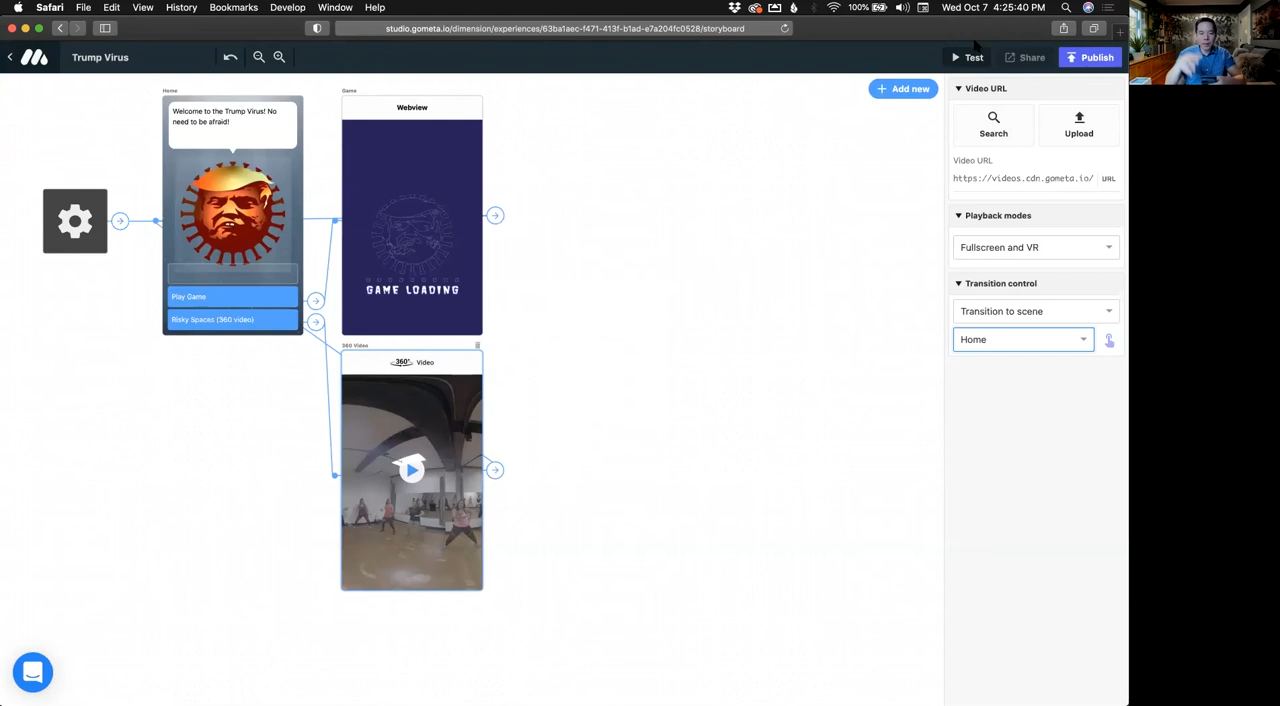 Safari File Edit View History Bookmarks Develop Window Help
100% Wed Oct 7 4:25:40 PM
studio.gometa.io/dimension/experiences/63ba1aec-f471-413f-b1ad-e7a204fc0528/storyboard
Trump Virus
Test
Share
Publish
Add new
Home
Welcome to the Trump Virus! No
need to be afraid!
Play Game
Risky Spaces (360 video)
Game
Webview
GAME LOADING
360 Video
360° Video
Video URL
Search
Upload
Video URL
https://videos.cdn.gometa.io/ URL
Playback modes
Fullscreen and VR
Transition control
Transition to scene
Home